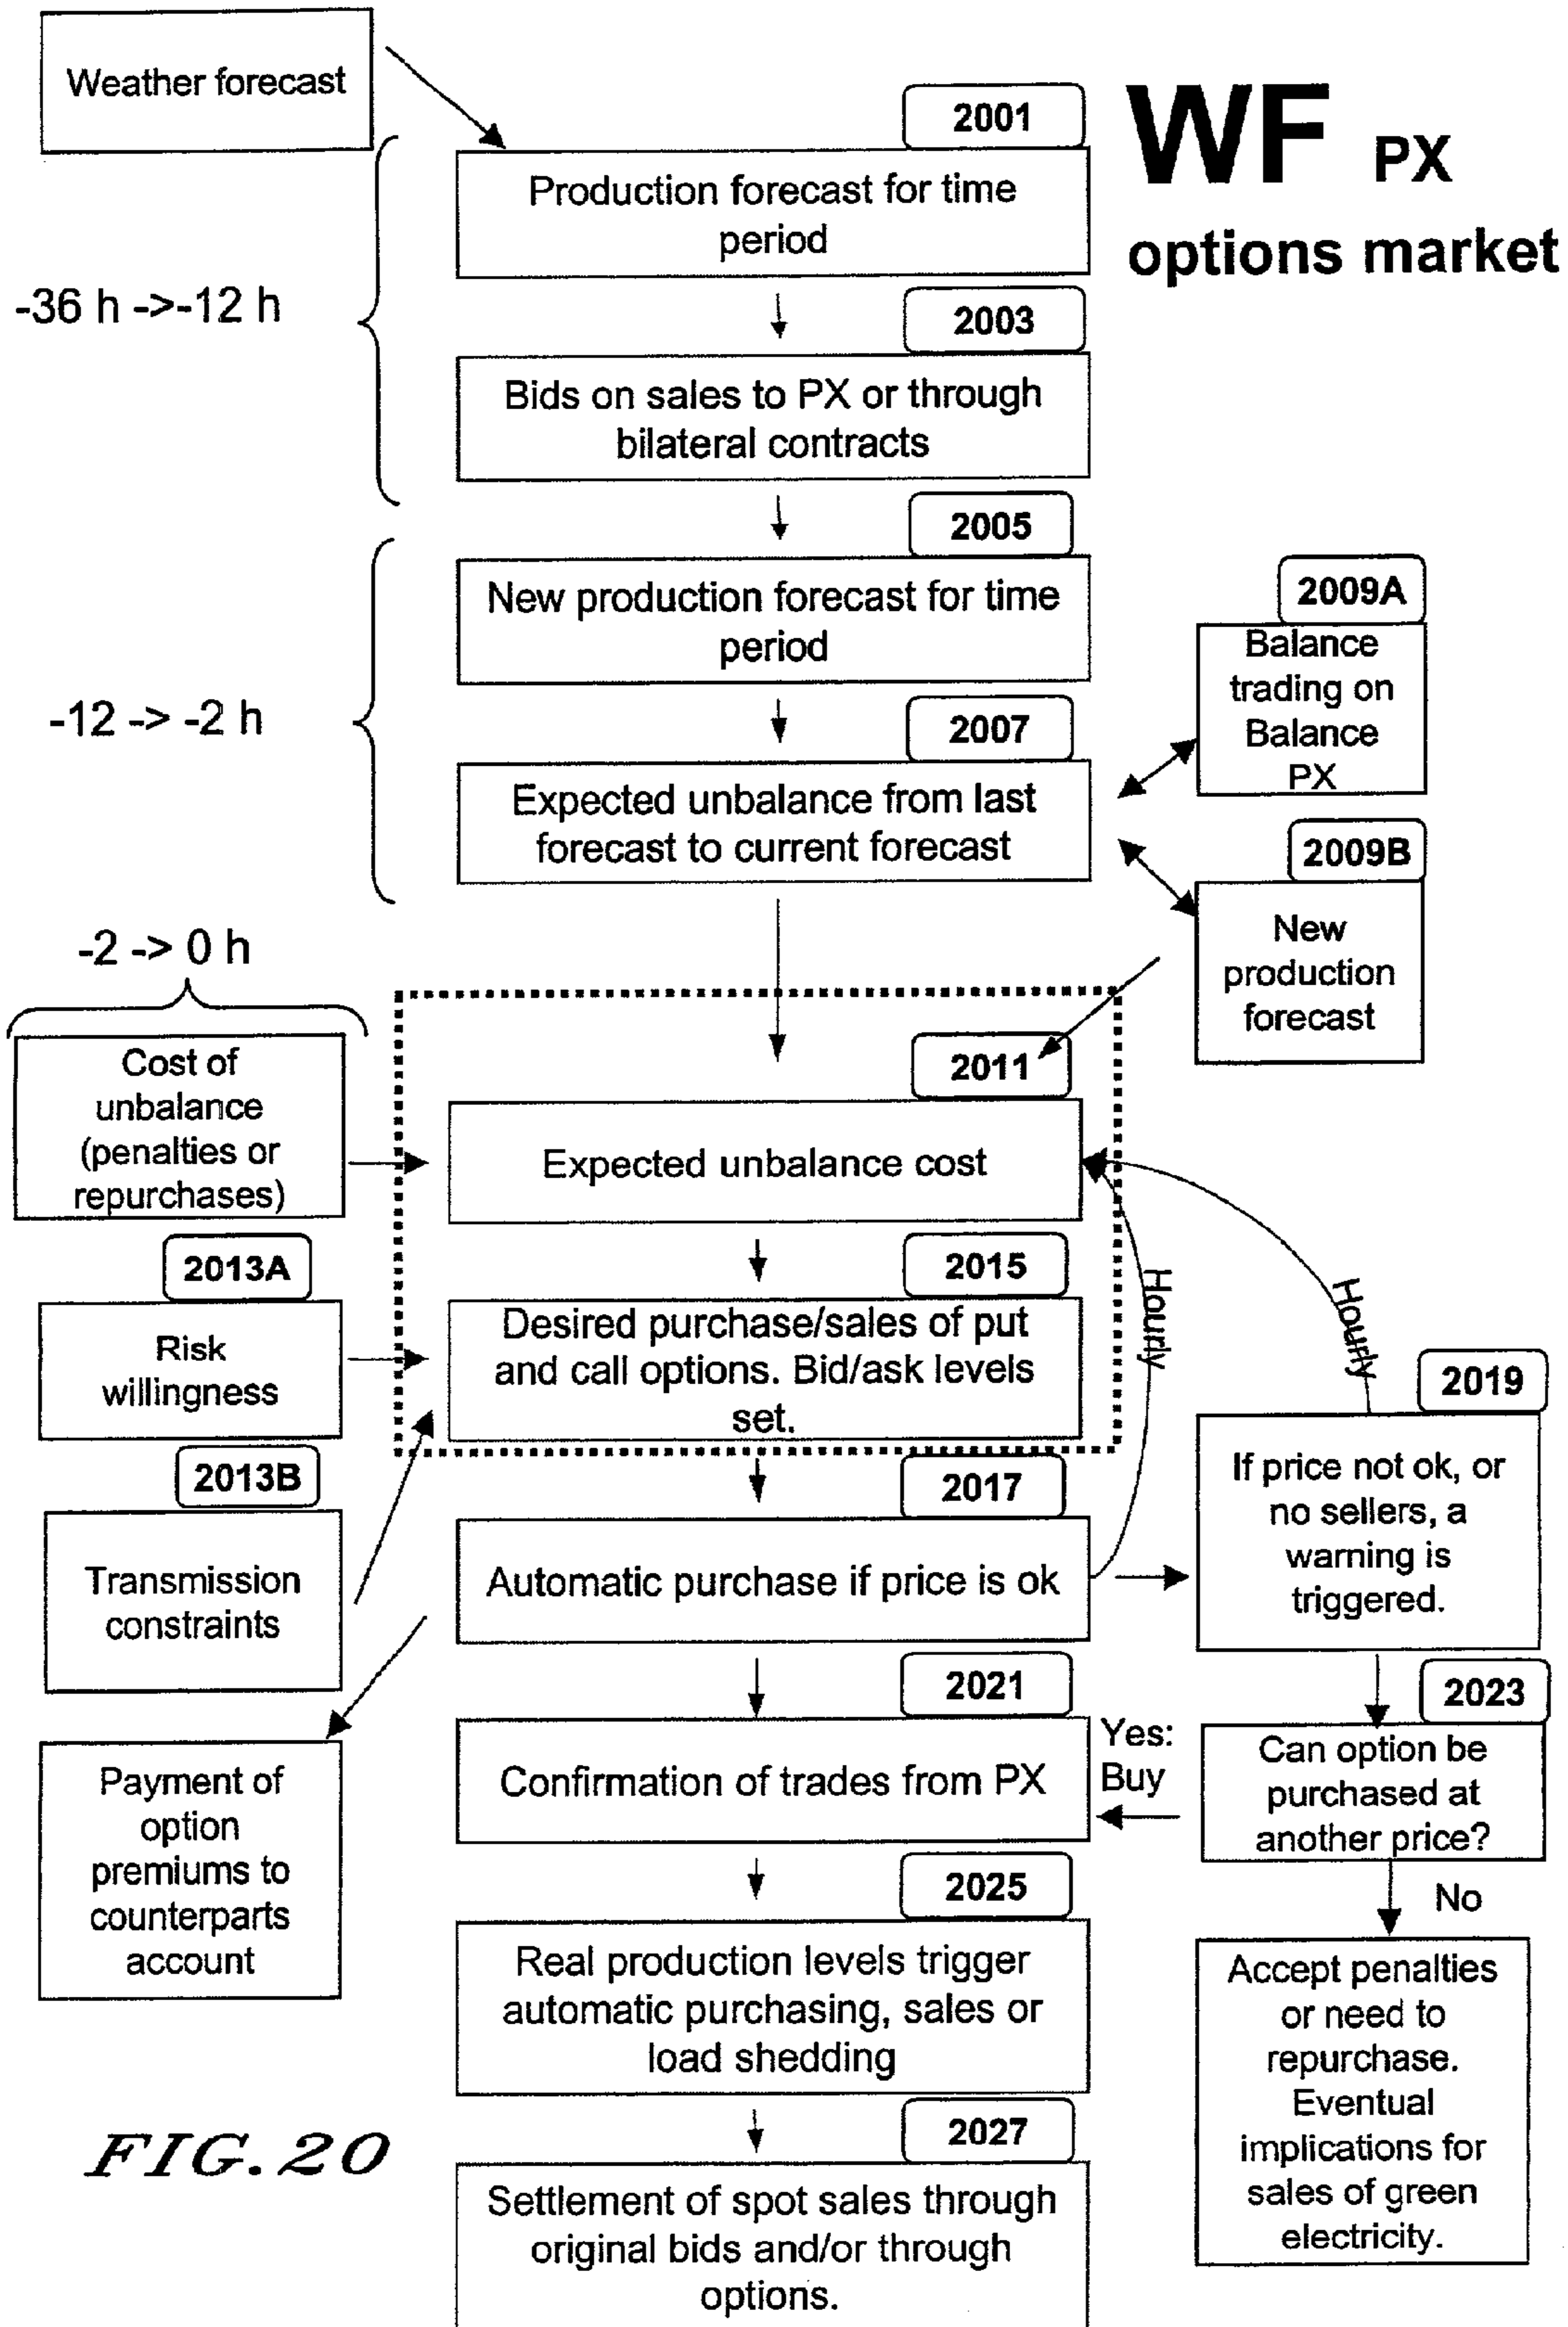 Weather forecast
WF PX
options market
2001
Production forecast for time
period
-36 h ->-12 h
2003
Bids on sales to PX or through
bilateral contracts
2005
New production forecast for time
period
-12 -> -2 h
2007
Expected unbalance from last
forecast to current forecast
2009A
Balance
trading on
Balance
PX
2009B
New
production
forecast
-2 -> 0 h
Cost of
unbalance
(penalties or
repurchases)
2011
Expected unbalance cost
2013A
Risk
willingness
2015
Desired purchase/sales of put
and call options. Bid/ask levels
set.
Hourly
Hourly
2013B
Transmission
constraints
2017
Automatic purchase if price is ok
2019
If price not ok, or
no sellers, a
warning is
triggered.
Payment of
option
premiums to
counterparts
account
2021
Confirmation of trades from PX
Yes:
Buy
2023
Can option be
purchased at
another price?
No
2025
Real production levels trigger
automatic purchasing, sales or
load shedding
Accept penalties
or need to
repurchase.
Eventual
implications for
sales of green
electricity.
2027
Settlement of spot sales through
original bids and/or through
options.
FIG. 20